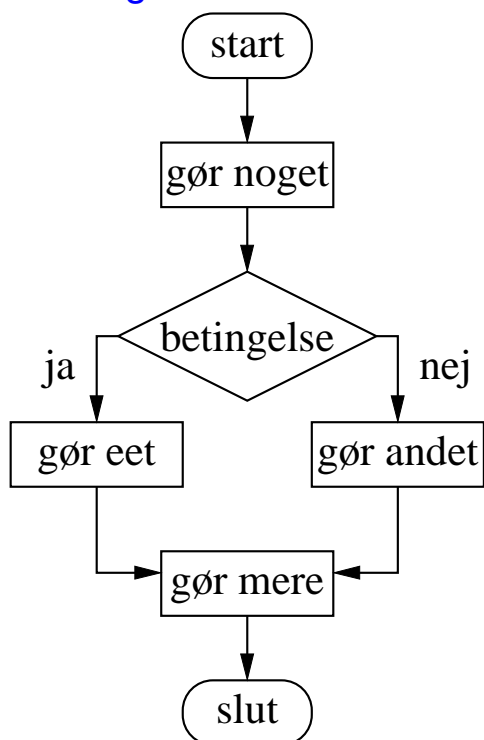 start
gør noget
betingelse
ja
nej
gør eet
gør andet
gør mere
slut